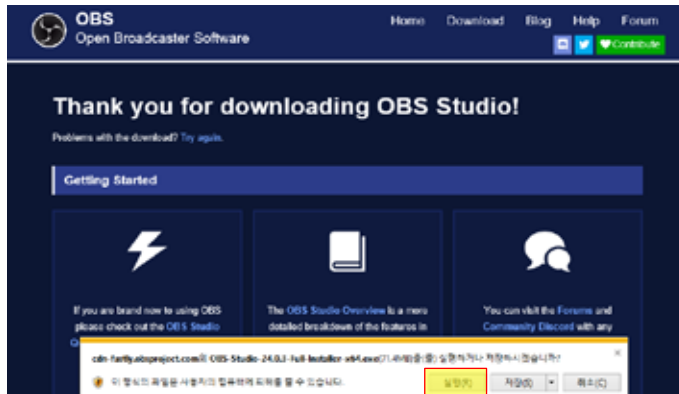 OBS
Open Broadcaster Software
Home Download Blog Help Forum
Contribute
Thank you for downloading OBS Studio!
Problems with the download? Try again.
Getting Started
If you are brand new to using OBS
please check out the OBS Studio
The OBS Studio Overview is a more
detailed breakdown of the features in
You can visit the Forums and
Community Discord with any
cdn-fastly.obsproject.com의 OBS-Studio-24.0.3-Full-Installer-x64.exe(71.4MB)을(를) 실행하거나 저장하시겠습니까?
이 형식의 파일은 사용자의 컴퓨터에 피해를 줄 수 있습니다.
실행(R) 저장(S) 취소(C)